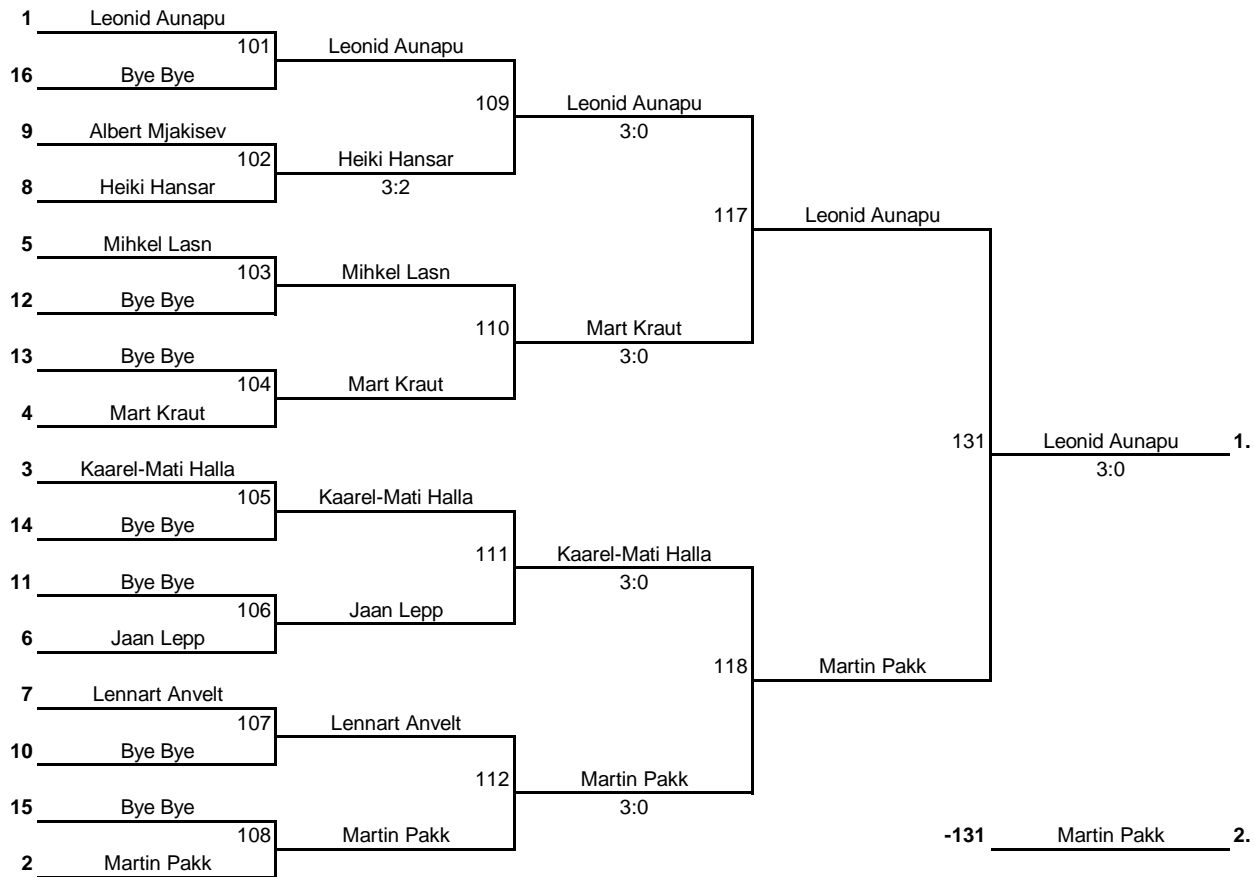 1 Leonid Aunapu
101 Leonid Aunapu
16 Bye Bye
109 Leonid Aunapu
3:0
9 Albert Mjakisev
102 Heiki Hansar
8 Heiki Hansar 3:2
117 Leonid Aunapu
5 Mihkel Lasn
103 Mihkel Lasn
12 Bye Bye
110 Mart Kraut
3:0
13 Bye Bye
104 Mart Kraut
4 Mart Kraut
131 Leonid Aunapu 1.
3:0
3 Kaarel-Mati Halla
105 Kaarel-Mati Halla
14 Bye Bye
111 Kaarel-Mati Halla
3:0
11 Bye Bye
106 Jaan Lepp
6 Jaan Lepp
118 Martin Pakk
7 Lennart Anvelt
107 Lennart Anvelt
10 Bye Bye
112 Martin Pakk
3:0
15 Bye Bye
108 Martin Pakk
-131 Martin Pakk 2.
2 Martin Pakk